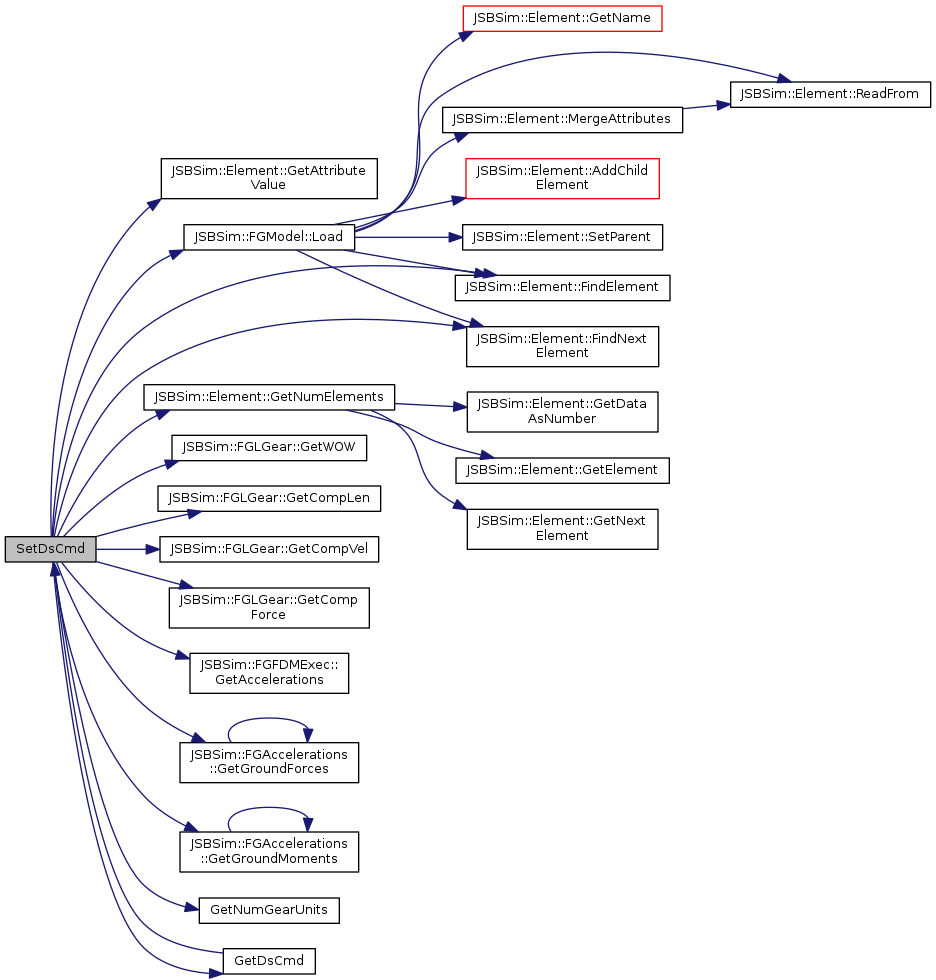 JSBSim::Element::GetName
JSBSim::Element::ReadFrom
JSBSim::Element::MergeAttributes
JSBSim::Element::GetAttribute
Value
JSBSim::Element::AddChild
Element
JSBSim::FGModel::Load
JSBSim::Element::SetParent
JSBSim::Element::FindElement
JSBSim::Element::FindNext
Element
JSBSim::Element::GetNumElements
JSBSim::Element::GetData
AsNumber
JSBSim::FGLGear::GetWOW
JSBSim::Element::GetElement
JSBSim::FGLGear::GetCompLen
JSBSim::Element::GetNext
Element
SetDsCmd
JSBSim::FGLGear::GetCompVel
JSBSim::FGLGear::GetComp
Force
JSBSim::FGFDMExec::
GetAccelerations
JSBSim::FGAccelerations
::GetGroundForces
JSBSim::FGAccelerations
::GetGroundMoments
GetNumGearUnits
GetDsCmd